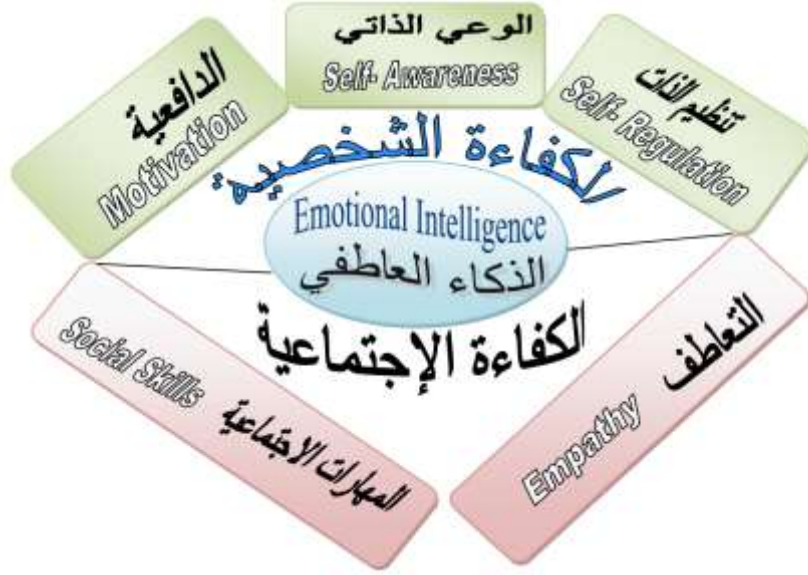 الوعي الذاتي
Self- Awareness
الدافعية
Motivation
تنظيم الذات
Self- Regulation
الكفاءة الشخصية
Emotional Intelligence
الذكاء العاطفي
الكفاءة الإجتماعية
Social Skills
المهارات الاجتماعية
التعاطف
Empathy